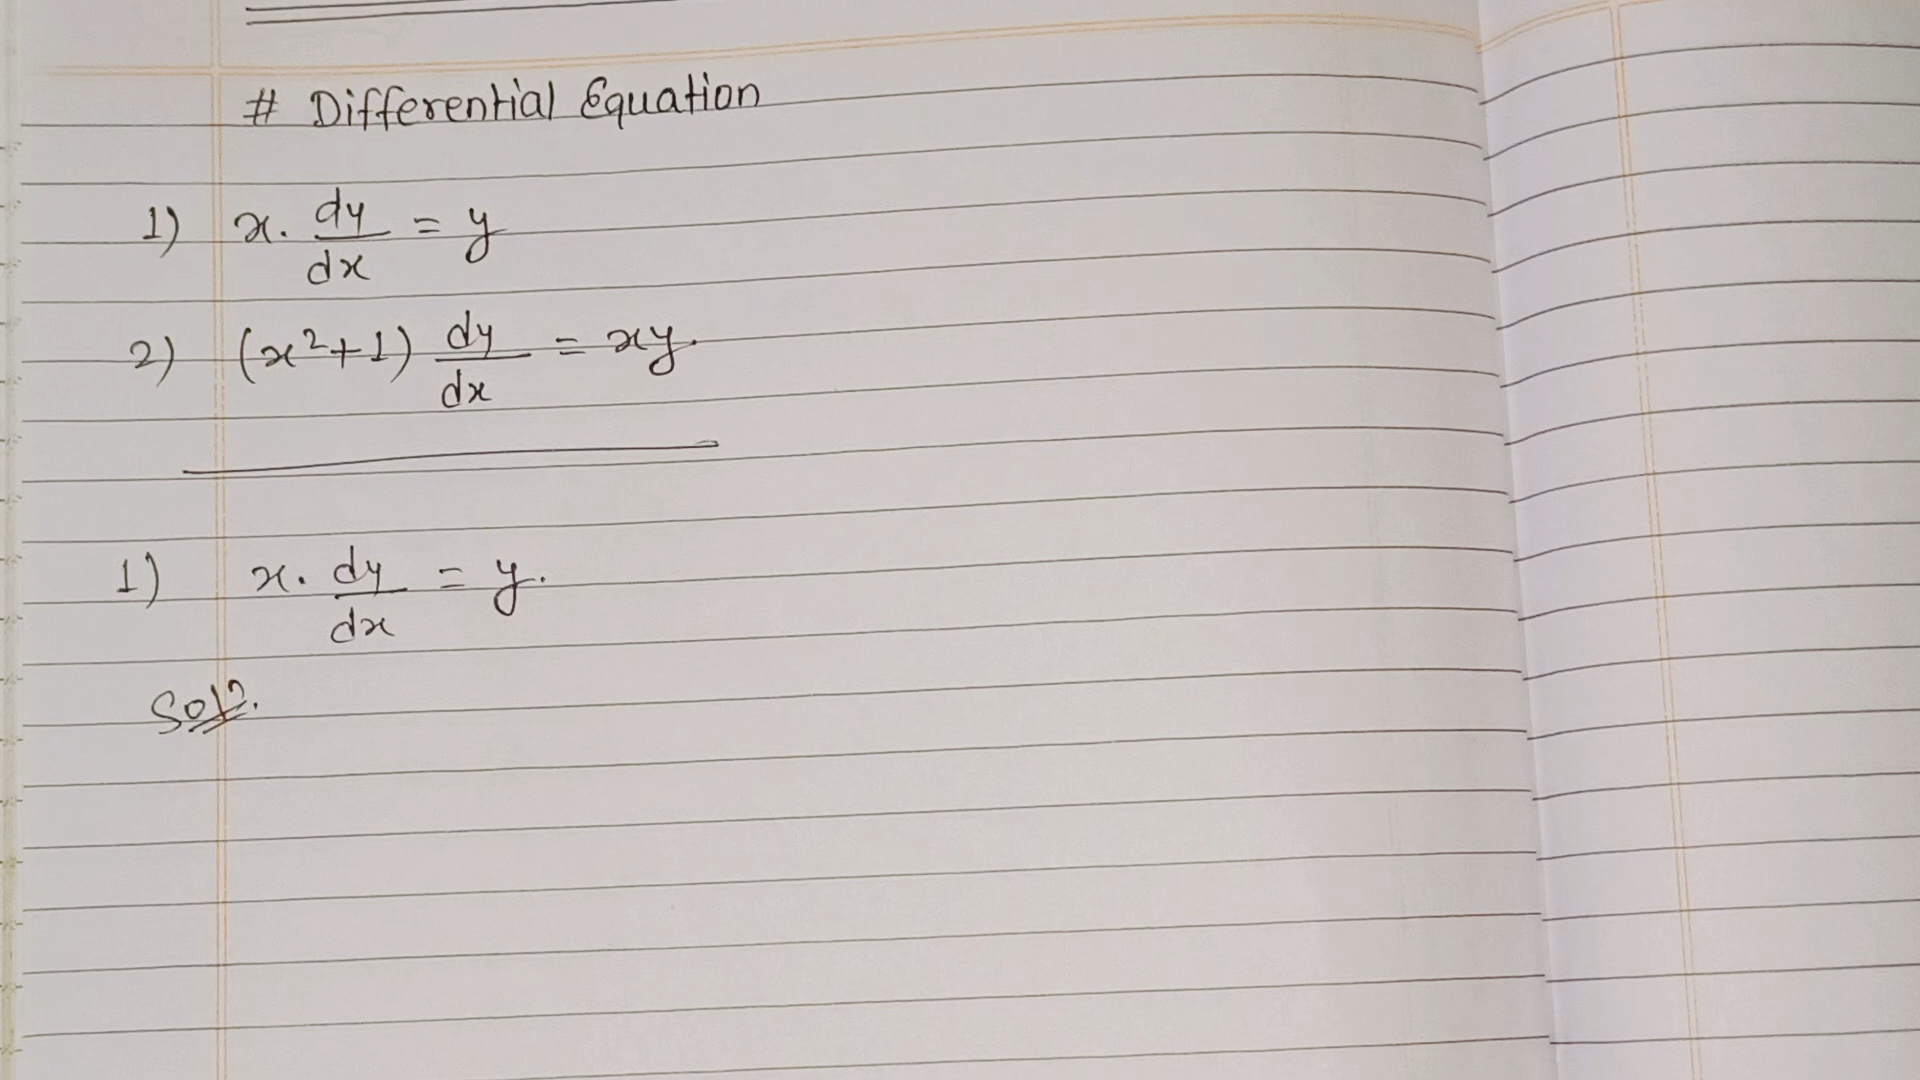 # Differential Equation
1) x. dy/dx = y
2) (x²+1) dy/dx = xy.
1) x. dy/dx = y.
Solⁿ.